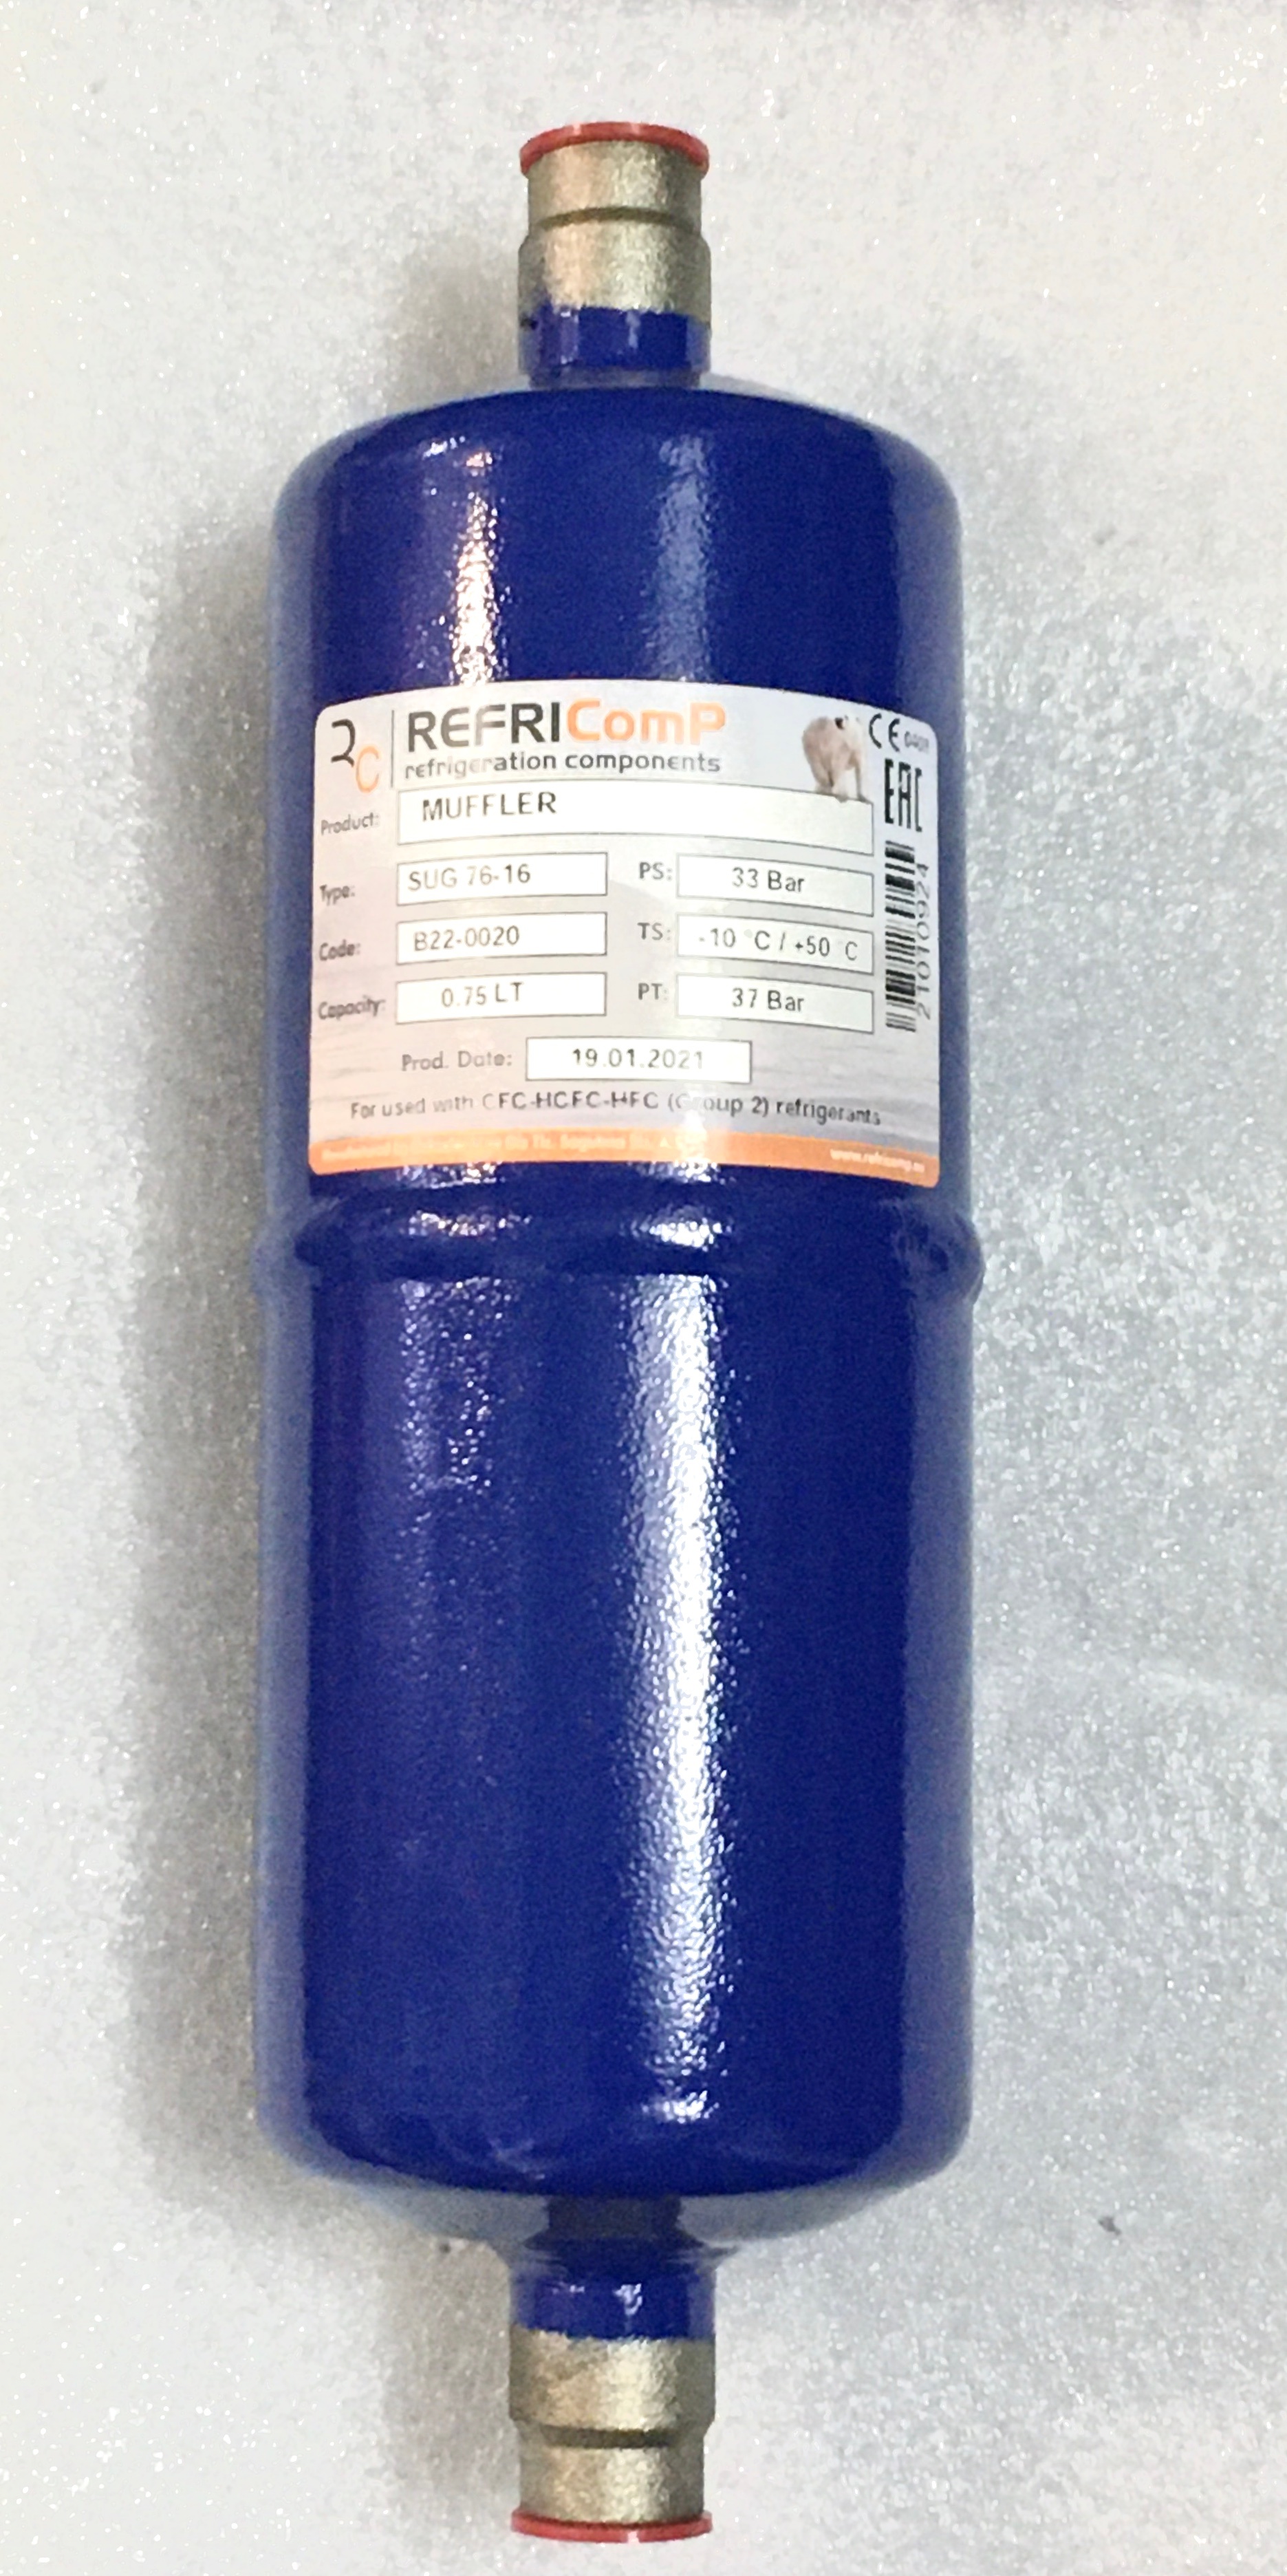 RC REFRIComP CE
refrigeration components
EAC
Product: MUFFLER
Type: SUG 76-16 PS: 33 Bar
Code: B22-0020 TS: -10 °C / +50 °C
Capacity: 0.75 LT PT: 37 Bar
21010924
Prod. Date: 19.01.2021
For used with CFC-HCFC-HFC (Group 2) refrigerants